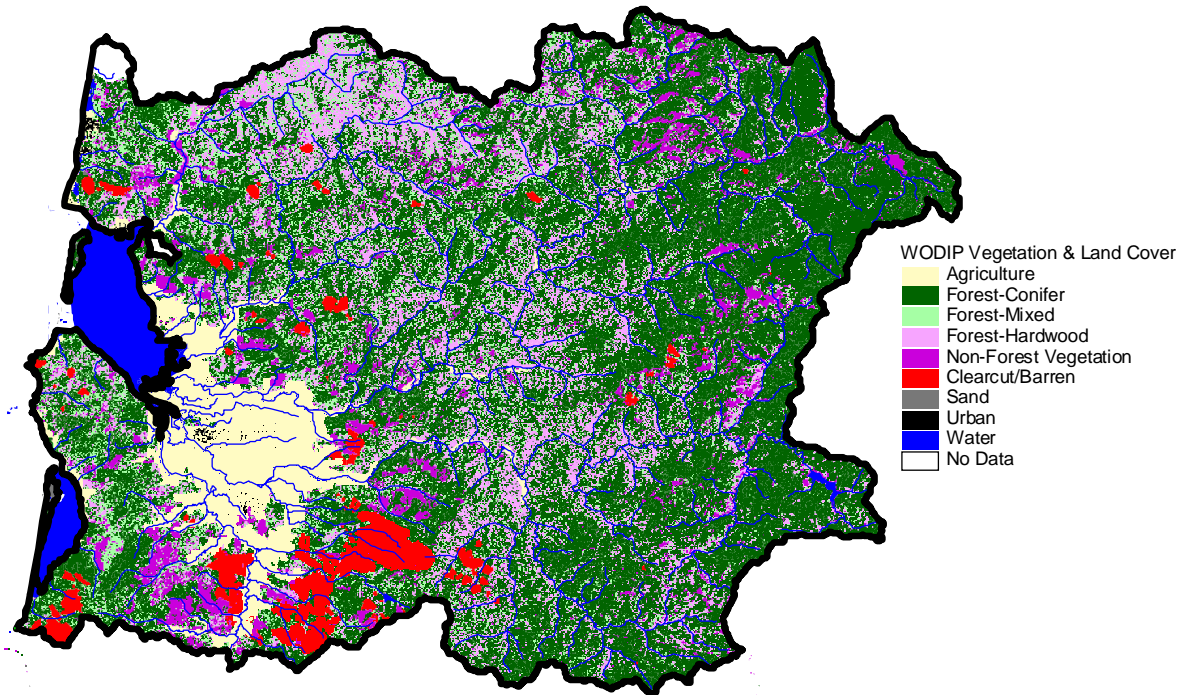 WODIP Vegetation & Land Cover
Agriculture
Forest-Conifer
Forest-Mixed
Forest-Hardwood
Non-Forest Vegetation
Clearcut/Barren
Sand
Urban
Water
No Data